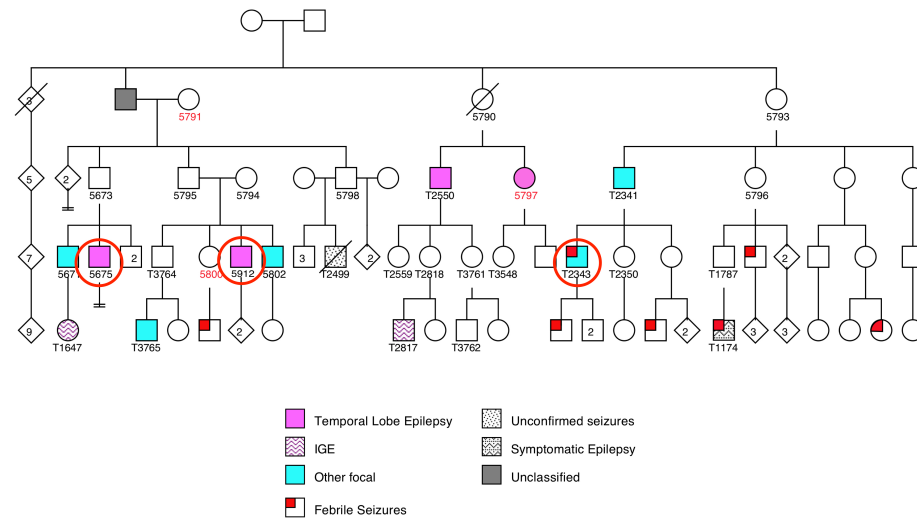 3
5791
5790
5793
5
2
5673
5795
5794
5798
T2550
5797
T2341
5796
7
5675
2
T3764
5912
5802
3
T2499
2
T2559
T2818
T3761
T3548
T2343
T2350
T1787
2
9
T1647
T3765
2
T2817
T3762
2
2
T1174
3
3
Temporal Lobe Epilepsy
Unconfirmed seizures
IGE
Symptomatic Epilepsy
Other focal
Unclassified
Febrile Seizures